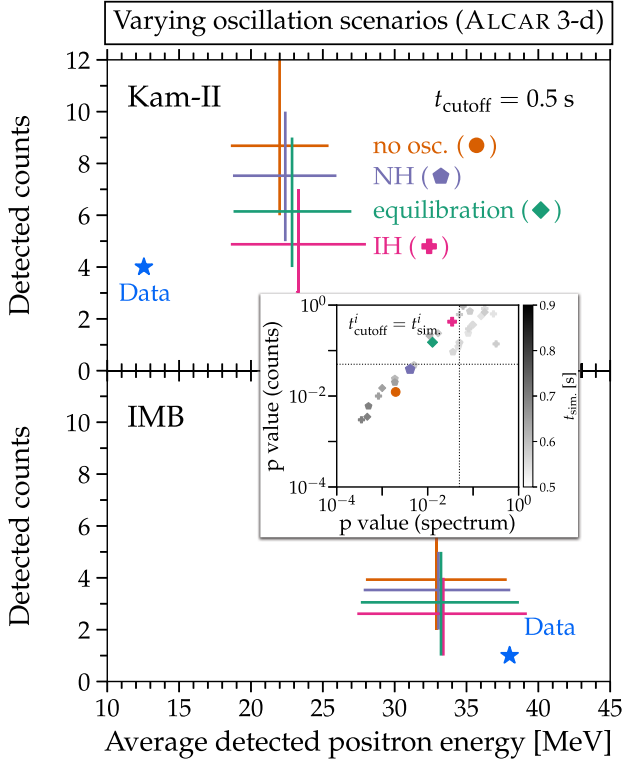 Varying oscillation scenarios (ALCAR 3-d)
Kam-II
t_cutoff = 0.5 s
no osc. (●)
NH (⬟)
equilibration (◆)
IH (✚)
Data
Detected counts
12
10
8
6
4
2
0
t^i_cutoff = t^i_sim.
p value (counts)
10^0
10^-2
10^-4
10^-4
10^-2
10^0
p value (spectrum)
0.9
0.8
0.7
0.6
0.5
t_sim. [s]
IMB
Data
Detected counts
10
8
6
4
2
0
10
15
20
25
30
35
40
45
Average detected positron energy [MeV]